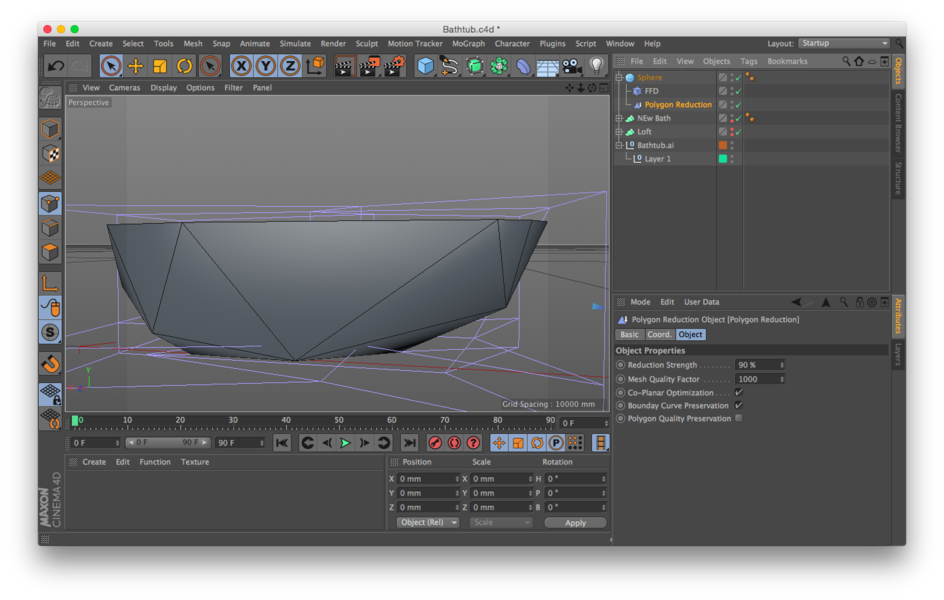 Bathtub.c4d *
File Edit Create Select Tools Mesh Snap Animate Simulate Render Sculpt Motion Tracker MoGraph Character Plugins Script Window Help Layout: Startup
File Edit View Objects Tags Bookmarks
View Cameras Display Options Filter Panel
Perspective
Sphere
FFD
Polygon Reduction
NEw Bath
Loft
Bathtub.ai
Layer 1
Objects
Content Browser
Structure
Mode Edit User Data
Polygon Reduction Object [Polygon Reduction]
Basic Coord. Object
Object Properties
Reduction Strength . . . . . . . 90 %
Mesh Quality Factor . . . . . . 1000
Co-Planar Optimization . . . .
Boundary Curve Preservation
Polygon Quality Preservation
Attributes
Layers
X Y Z
S
Y
Grid Spacing : 10000 mm
0 10 20 30 40 50 60 70 80 90 0 F
0 F 0 F 90 F 90 F
P
Create Edit Function Texture
Position Scale Rotation
X 0 mm X 0 mm H 0 °
Y 0 mm Y 0 mm P 0 °
Z 0 mm Z 0 mm B 0 °
Object (Rel) Scale Apply
MAXON
CINEMA4D